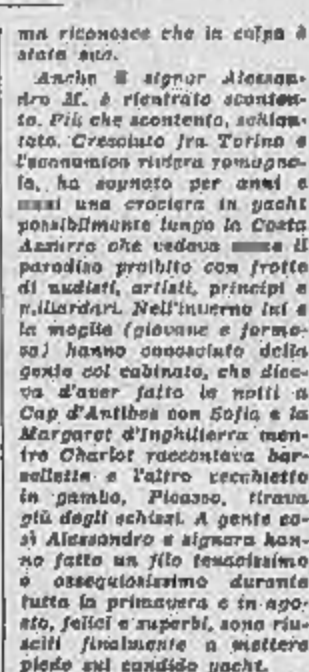 ma riconosce che la colpa è
stata sua.
Anche il signor Alessan-
dro M. è rientrato sconten-
to. Più che scontento, schian-
tato. Cresciuto fra Torino e
l'economica riviera romagno-
la, ha sognato per anni e
anni una crociera in yacht
possibilmente lungo la Costa
Azzurra che vedeva come il
paradiso proibito con frotte
di nudisti, artisti, principi e
miliardari. Nell'inverno lui e
la moglie (giovane e formo-
sa) hanno conosciuto della
gente col cabinato, che dice-
va d'aver fatto le notti a
Cap d'Antibes con Sofia e la
Margaret d'Inghilterra men-
tre Charlot raccontava bar-
zellette e l'altro vecchietto
in gamba, Picasso, tirava
giù degli schizzi. A gente co-
sì Alessandro e signora han-
no fatto un filo tenacissimo
e ossequiosissimo durante
tutta la primavera e in ago-
sto, felici e superbi, sono riu-
sciti finalmente a mettere
piede sul candido yacht.